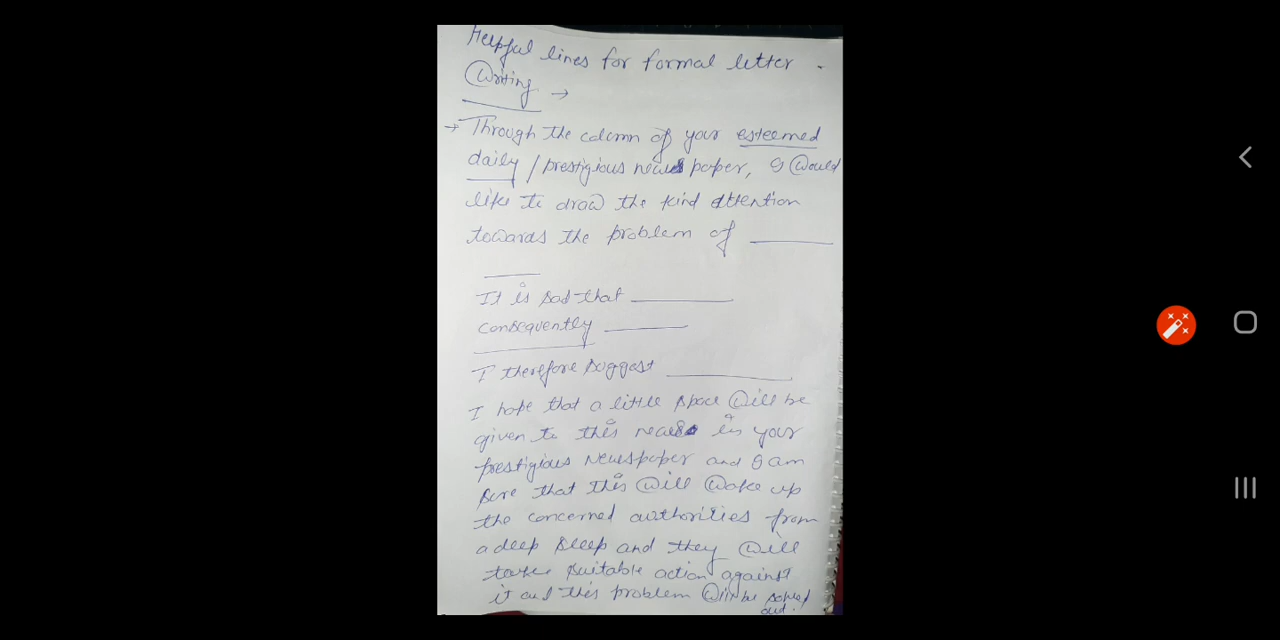 Helpful lines for formal letter
Writing →
→ Through the column of your esteemed
daily / prestigious news paper, I Would
like to draw the kind attention
towards the problem of ______
____
It is sad that ______
consequently ______
I therefore suggest ______
I hope that a little space Will be
given to this news in your
prestigious Newspaper and I am
sure that this Will Wake up
the concerned authorities from
a deep sleep and they Will
take suitable action against
it and this problem Will be solved
out.